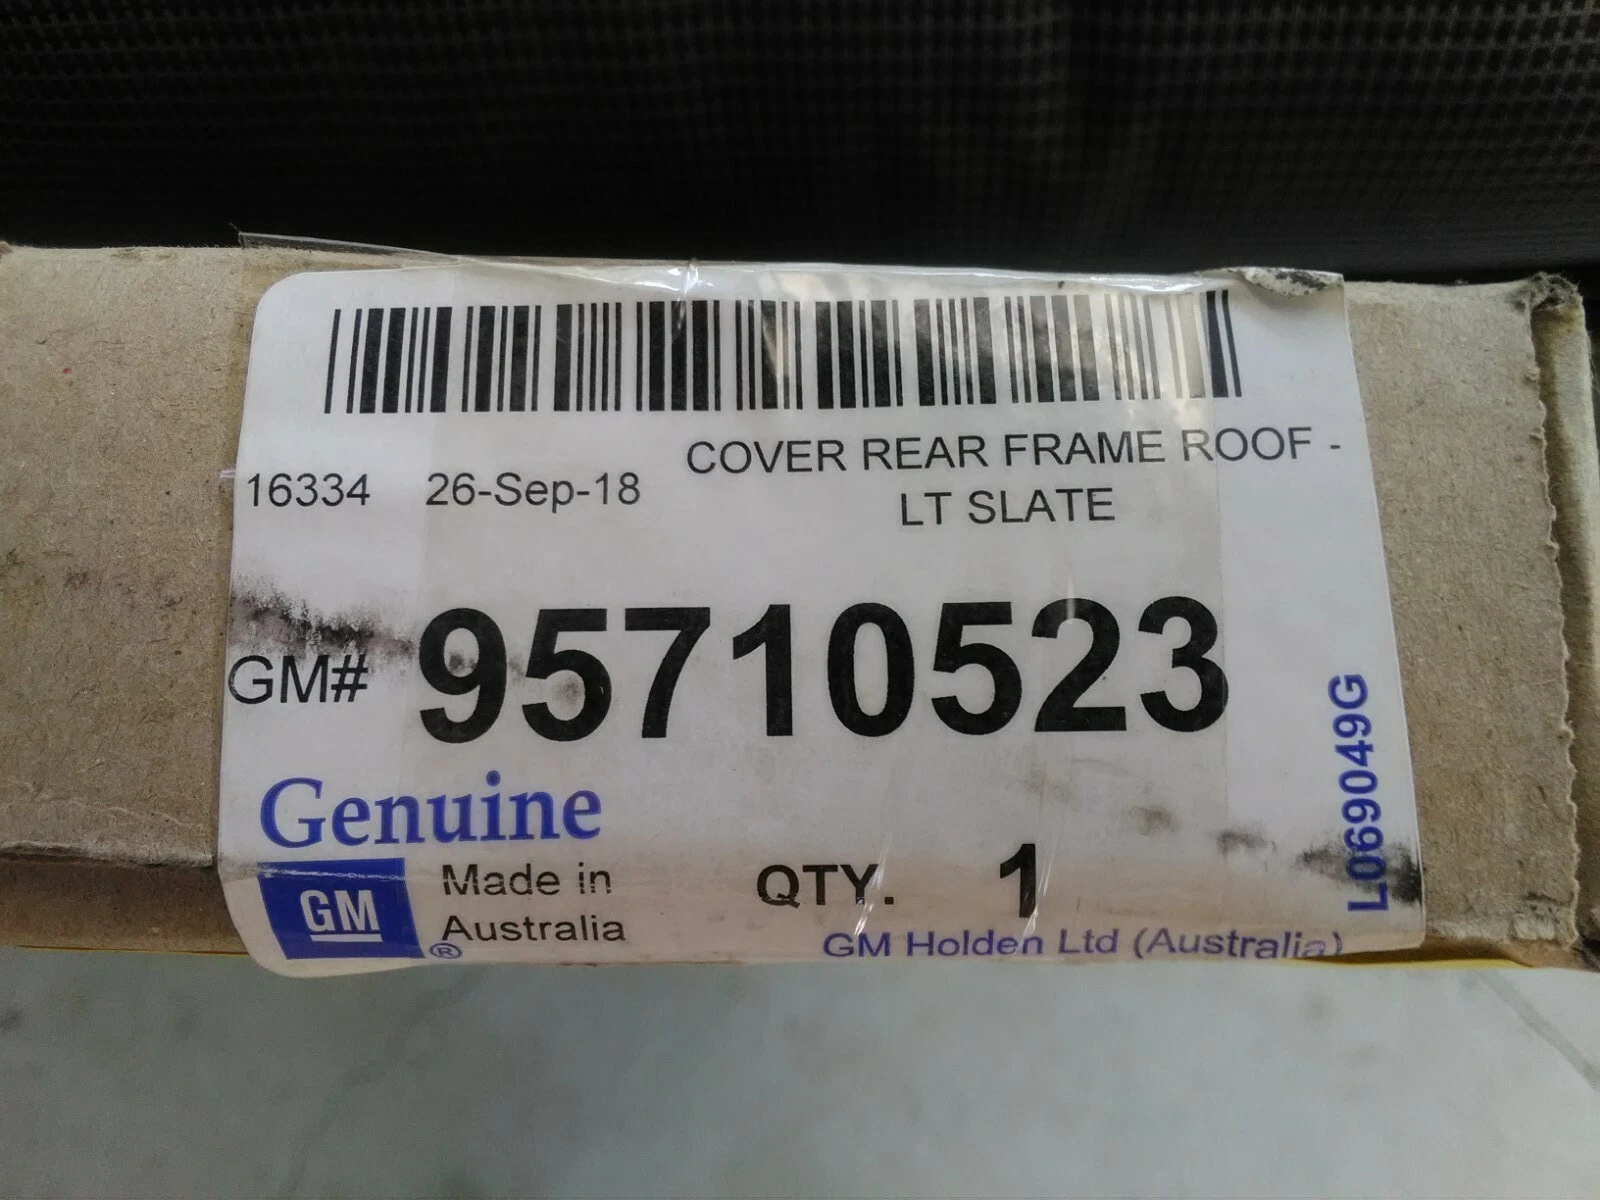 COVER REAR FRAME ROOF -
16334 26-Sep-18
LT SLATE
GM# 95710523
Genuine
GM
®
Made in
Australia
QTY. 1
GM Holden Ltd (Australia)
L069049G